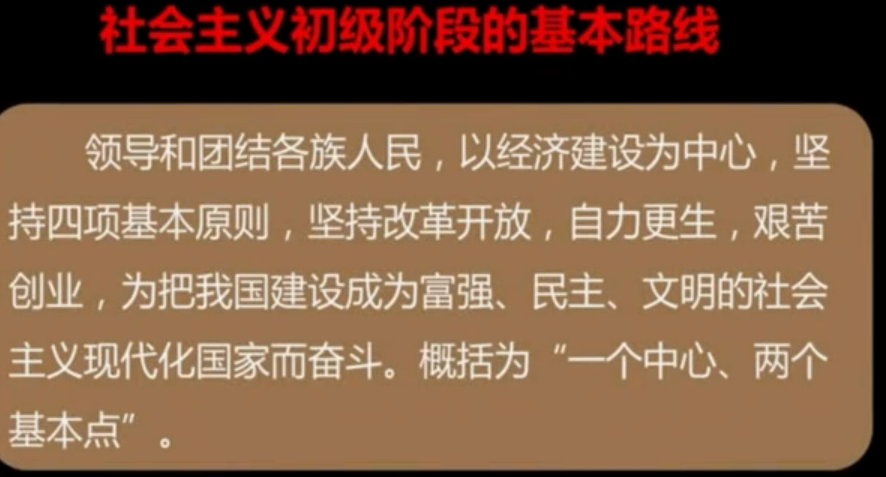 社会主义初级阶段的基本路线
领导和团结各族人民，以经济建设为中心，坚
持四项基本原则，坚持改革开放，自力更生，艰苦
创业，为把我国建设成为富强、民主、文明的社会
主义现代化国家而奋斗。概括为“一个中心、两个
基本点”。